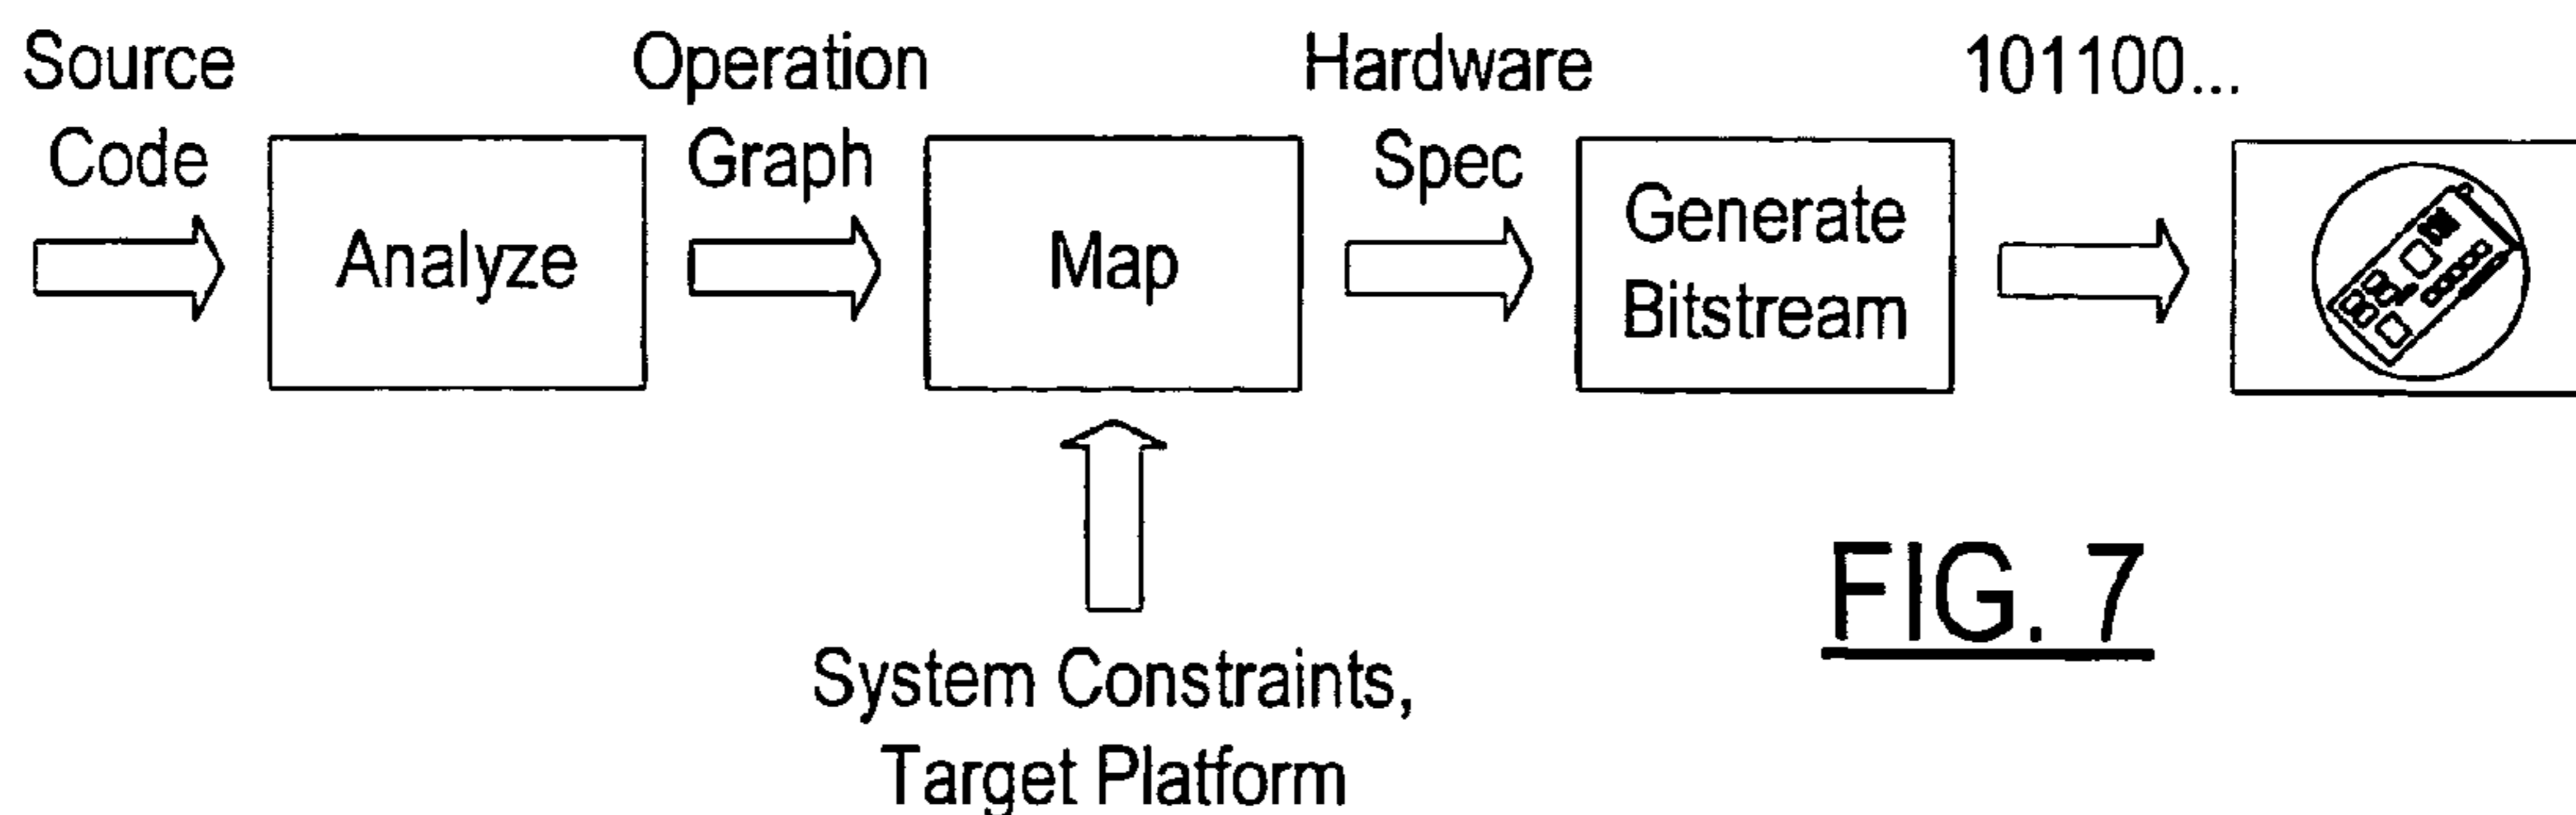 Source
Code
Analyze
Operation
Graph
Map
Hardware
Spec
Generate
Bitstream
101100...
System Constraints,
Target Platform
FIG. 7